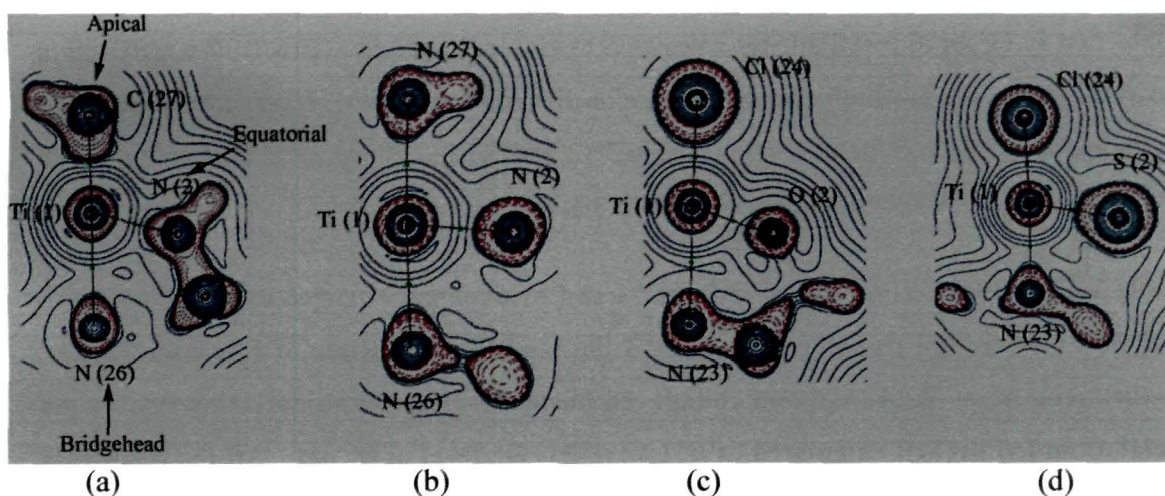 Apical
C (27)
Equatorial
N (2)
Ti (1)
N (26)
Bridgehead
(a)
N (27)
N (2)
Ti (1)
N (26)
(b)
Cl (24)
Ti (1)
O (2)
N (23)
(c)
Cl (24)
S (2)
Ti (1)
N (23)
(d)